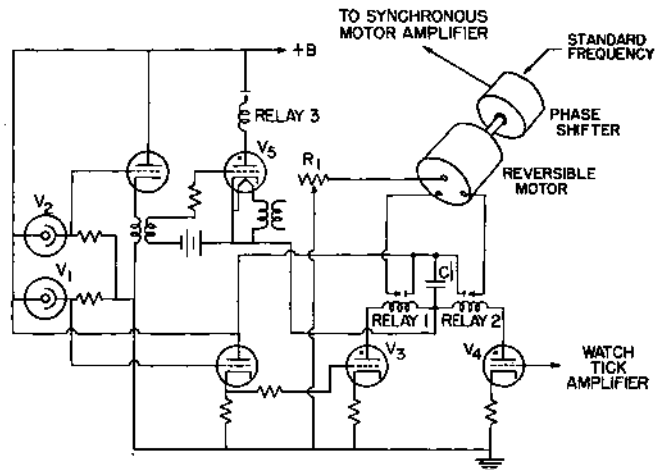 TO SYNCHRONOUS
MOTOR AMPLIFIER
STANDARD
FREQUENCY
+B
RELAY 3
PHASE
SHIFTER
V5
R1
REVERSIBLE
MOTOR
V2
V1
C1
RELAY 1
RELAY 2
V3
V4
WATCH
TICK
AMPLIFIER